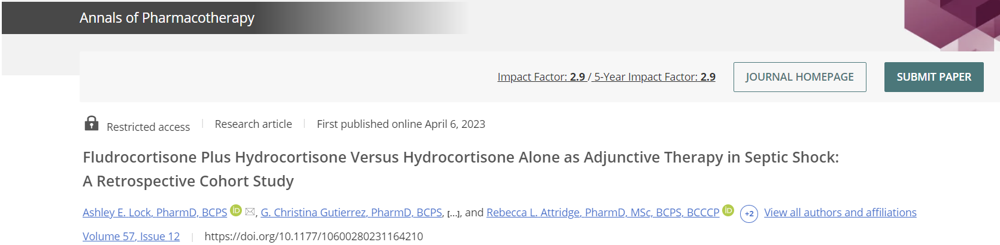 Annals of Pharmacotherapy
Impact Factor: 2.9 / 5-Year Impact Factor: 2.9 JOURNAL HOMEPAGE SUBMIT PAPER
Restricted access Research article First published online April 6, 2023
Fludrocortisone Plus Hydrocortisone Versus Hydrocortisone Alone as Adjunctive Therapy in Septic Shock:
A Retrospective Cohort Study
Ashley E. Lock, PharmD, BCPS iD , G. Christina Gutierrez, PharmD, BCPS, [...], and Rebecca L. Attridge, PharmD, MSc, BCPS, BCCCP iD +2 View all authors and affiliations
Volume 57, Issue 12 https://doi.org/10.1177/10600280231164210